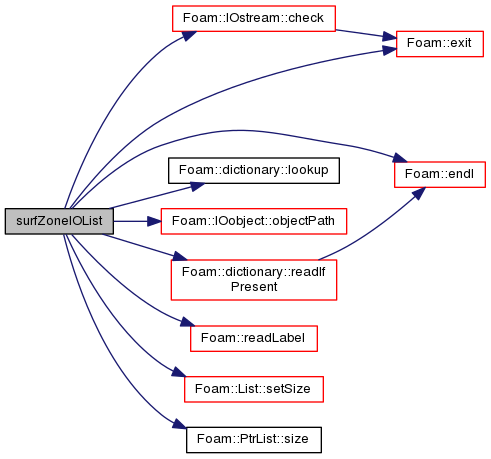 Foam::IOstream::check
Foam::exit
Foam::dictionary::lookup
Foam::endl
surfZoneIOList
Foam::IOobject::objectPath
Foam::dictionary::readIf
Present
Foam::readLabel
Foam::List::setSize
Foam::PtrList::size